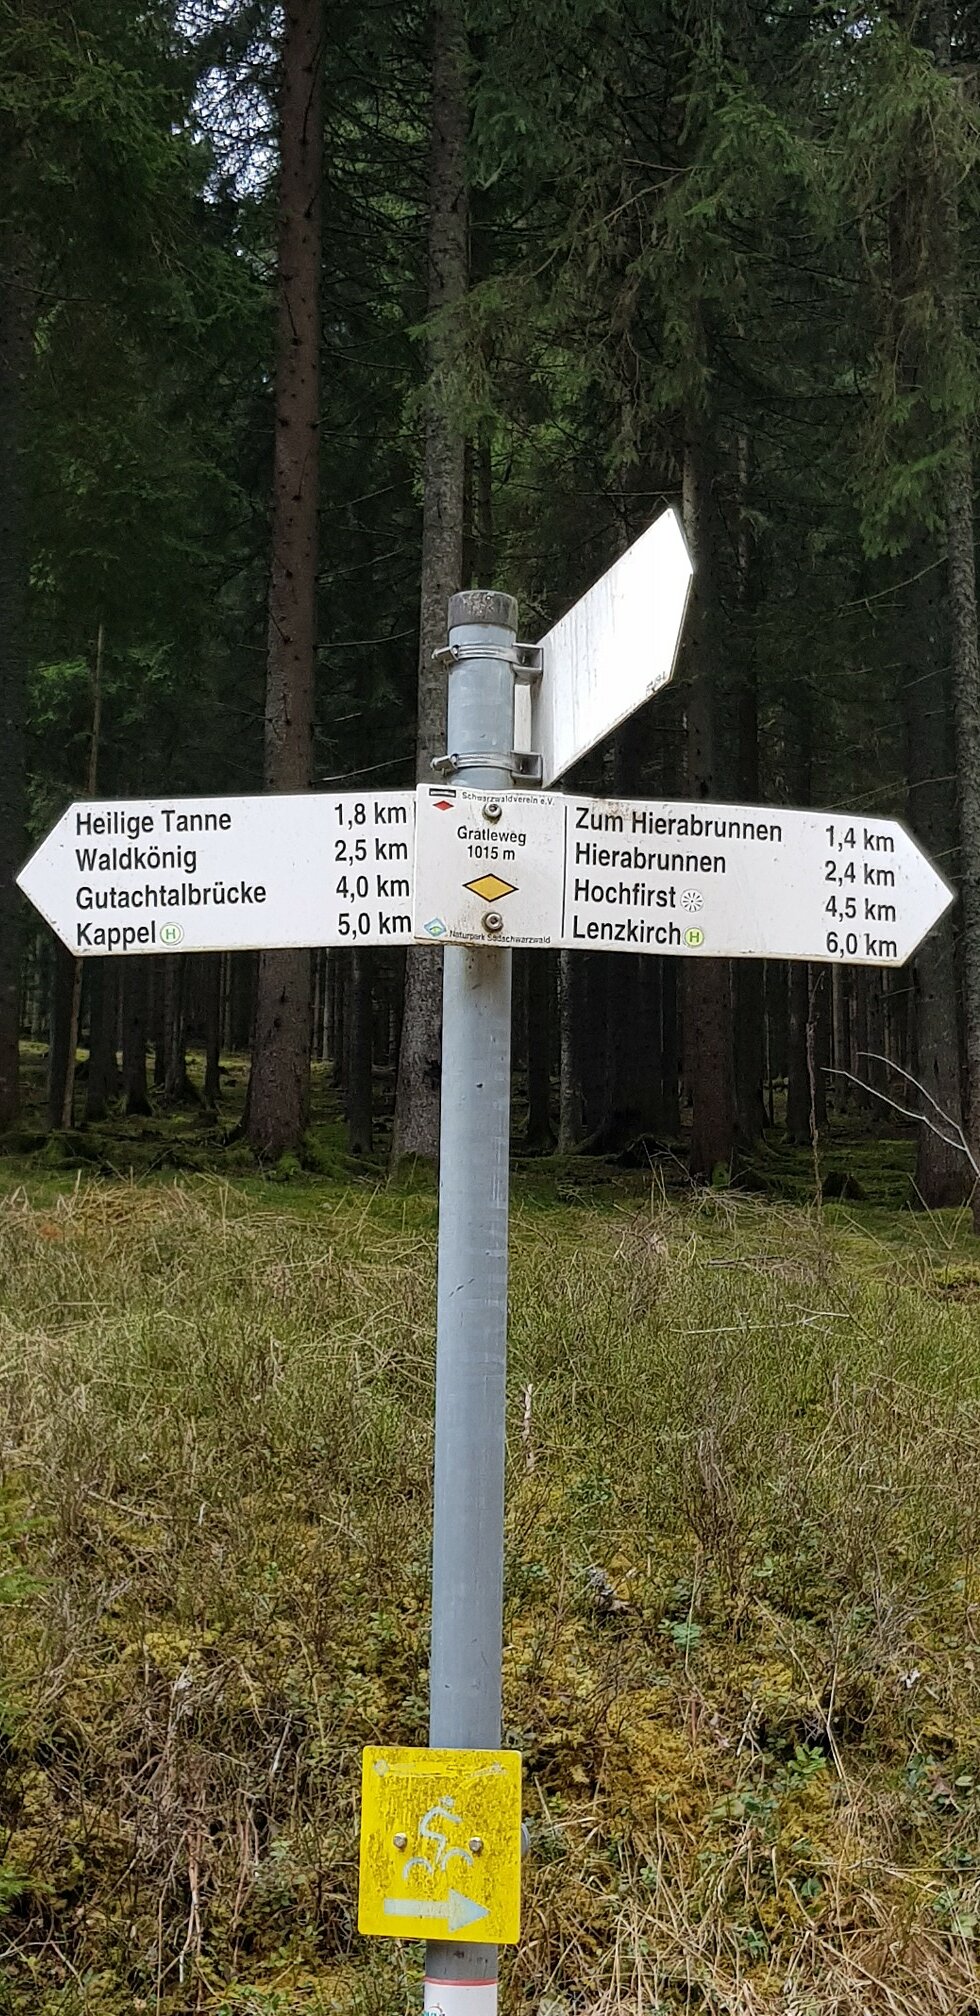 Heilige Tanne 1,8 km
Waldkönig 2,5 km
Gutachtalbrücke 4,0 km
Kappel H 5,0 km
Schwarzwaldverein e.V.
Grätleweg
1015 m
Naturpark Südschwarzwald
Zum Hierabrunnen 1,4 km
Hierabrunnen 2,4 km
Hochfirst 4,5 km
Lenzkirch H 6,0 km